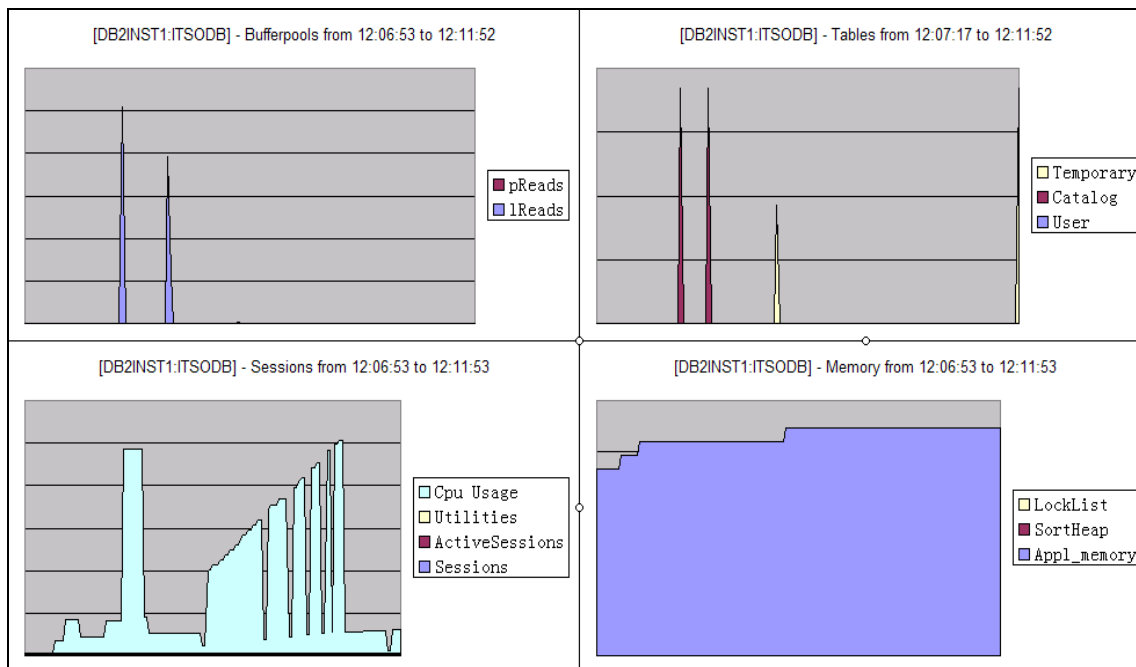 [DB2INST1:ITSODB] - Bufferpools from 12:06:53 to 12:11:52
pReads
lReads
[DB2INST1:ITSODB] - Tables from 12:07:17 to 12:11:52
Temporary
Catalog
User
[DB2INST1:ITSODB] - Sessions from 12:06:53 to 12:11:53
Cpu Usage
Utilities
ActiveSessions
Sessions
[DB2INST1:ITSODB] - Memory from 12:06:53 to 12:11:53
LockList
SortHeap
Appl_memory